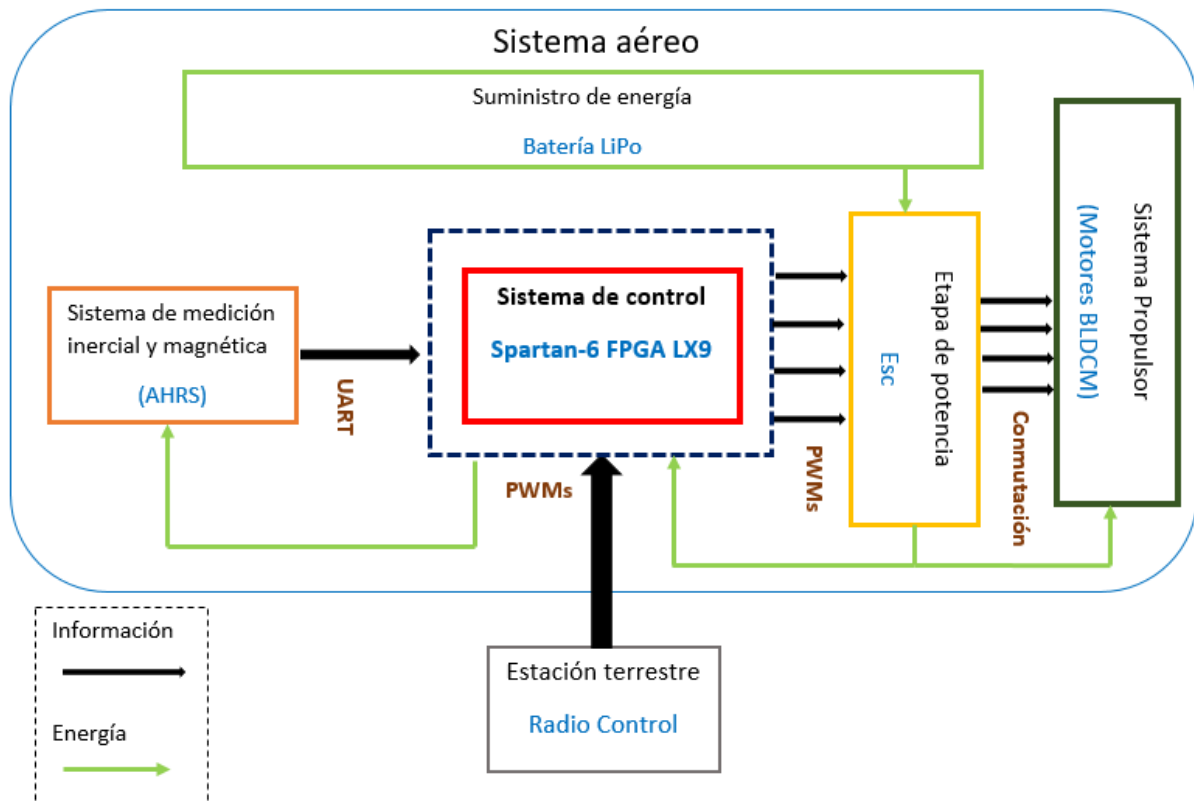 Sistema aéreo
Suministro de energía
Batería LiPo
Sistema de medición
inercial y magnética
(AHRS)
UART
Sistema de control
Spartan-6 FPGA LX9
PWMs
PWMs
Etapa de potencia
Esc
Conmutación
Sistema Propulsor
(Motores BLDCM)
Información
Energía
Estación terrestre
Radio Control